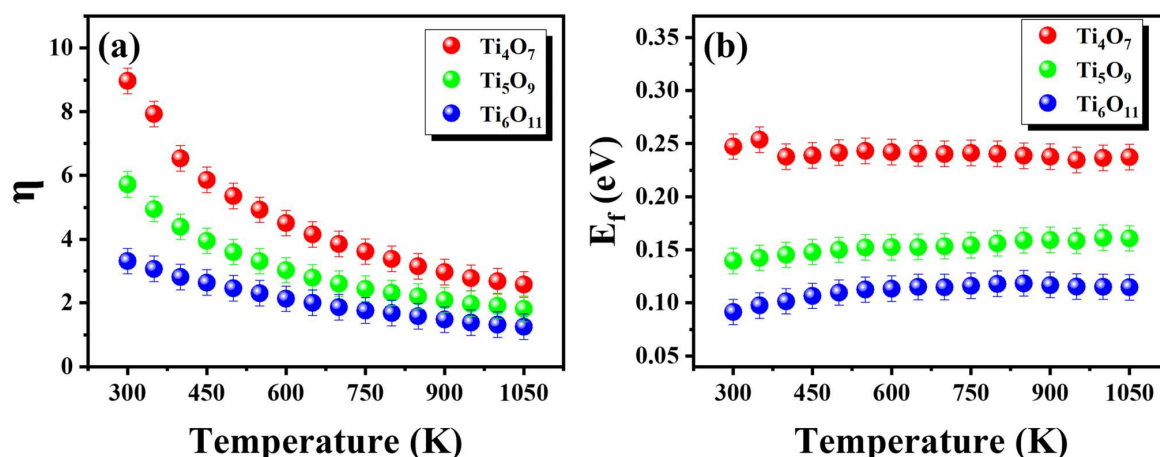 (a)
Ti₄O₇
Ti₅O₉
Ti₆O₁₁
10
8
6
4
2
0
η
300 450 600 750 900 1050
Temperature (K)
(b)
Ti₄O₇
Ti₅O₉
Ti₆O₁₁
0.35
0.30
0.25
0.20
0.15
0.10
0.05
E_f (eV)
300 450 600 750 900 1050
Temperature (K)